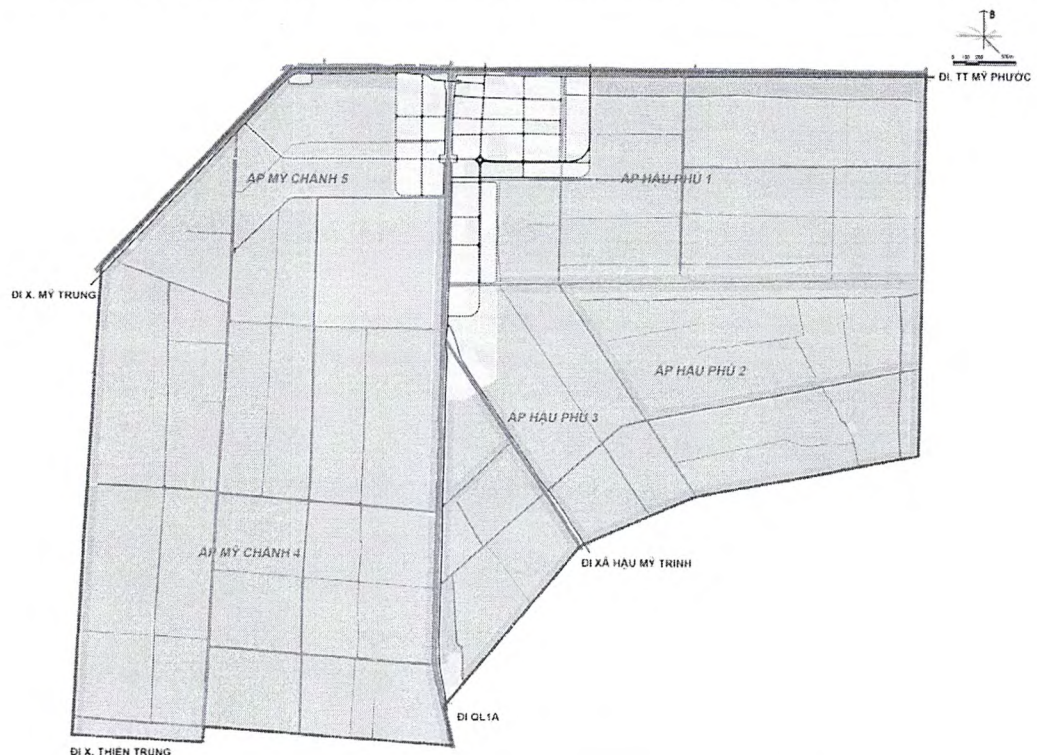 B
ĐI. TT MỸ PHƯỚC
ẤP MỸ CHÁNH 5
ẤP HẬU PHÚ 1
ĐI X. MỸ TRUNG
ẤP HẬU PHÚ 2
ẤP HẬU PHÚ 3
ẤP MỸ CHÁNH 4
ĐI XÃ HẬU MỸ TRINH
ĐI QL1A
ĐI X. THIỆN TRUNG